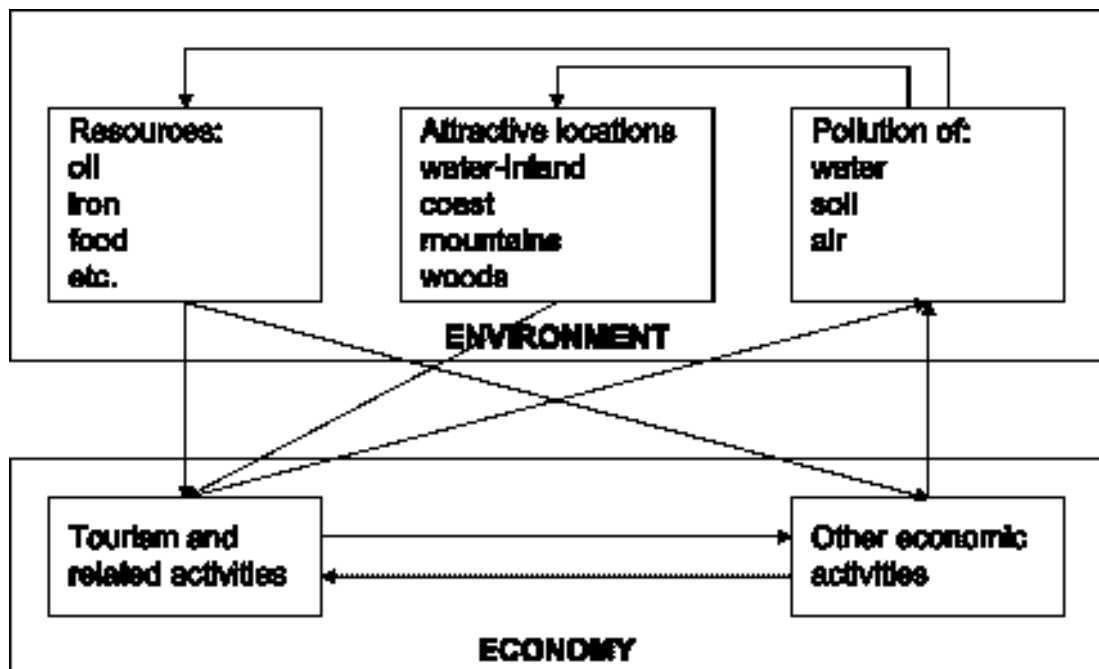 Resources:
oil
iron
food
etc.
Attractive locations
water-inland
coast
mountains
woods
Pollution of:
water
soil
air
ENVIRONMENT
Tourism and
related activities
Other economic
activities
ECONOMY